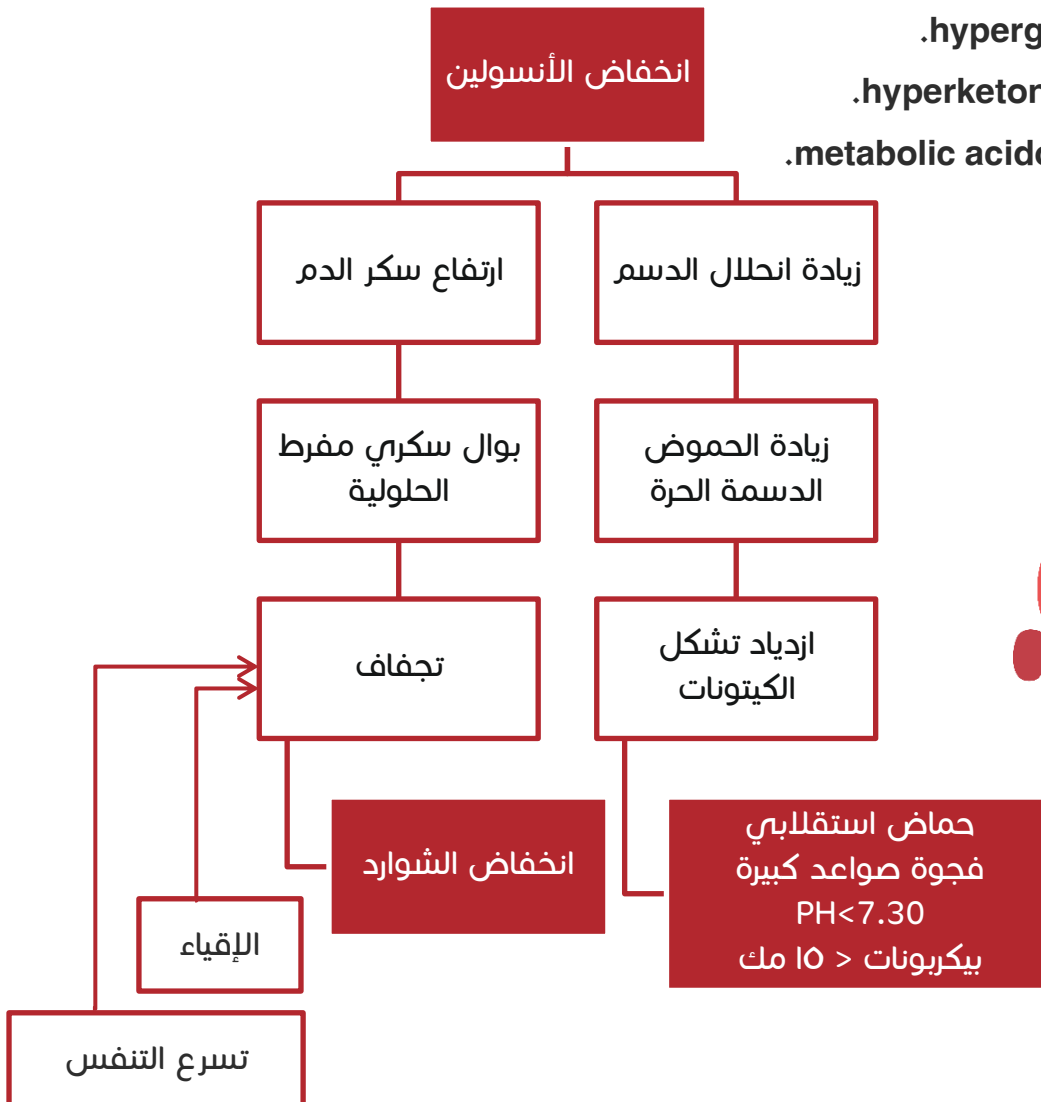 .hyperg
.hyperketon
.metabolic acido
انخفاض الأنسولين
زيادة انحلال الدسم
ارتفاع سكر الدم
زيادة الحموض
الدسمة الحرة
بوال سكري مفرط
الحلولية
ازدياد تشكل
الكيتونات
تجفاف
حماض استقلابي
فجوة صواعد كبيرة
PH<7.30
بيكربونات < ١٥ مك
انخفاض الشوارد
الإقياء
تسرع التنفس